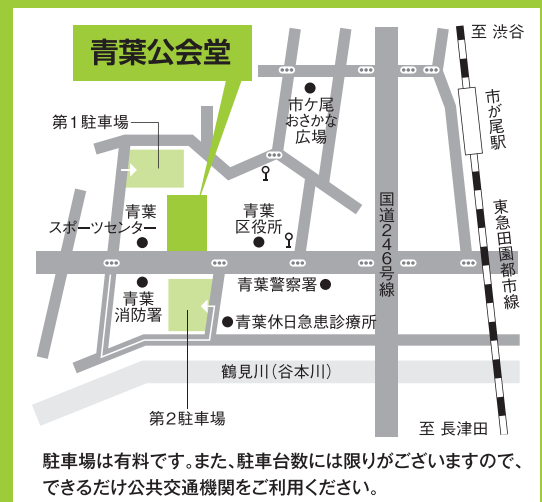 至 渋谷
青葉公会堂
市ケ尾
おさかな
広場
市が尾駅
第1駐車場
国道246号線
東急田園都市線
青葉
スポーツセンター
青葉
区役所
青葉
消防署
青葉警察署
青葉休日急患診療所
鶴見川(谷本川)
第2駐車場
至 長津田
駐車場は有料です。また、駐車台数には限りがございますので、
できるだけ公共交通機関をご利用ください。